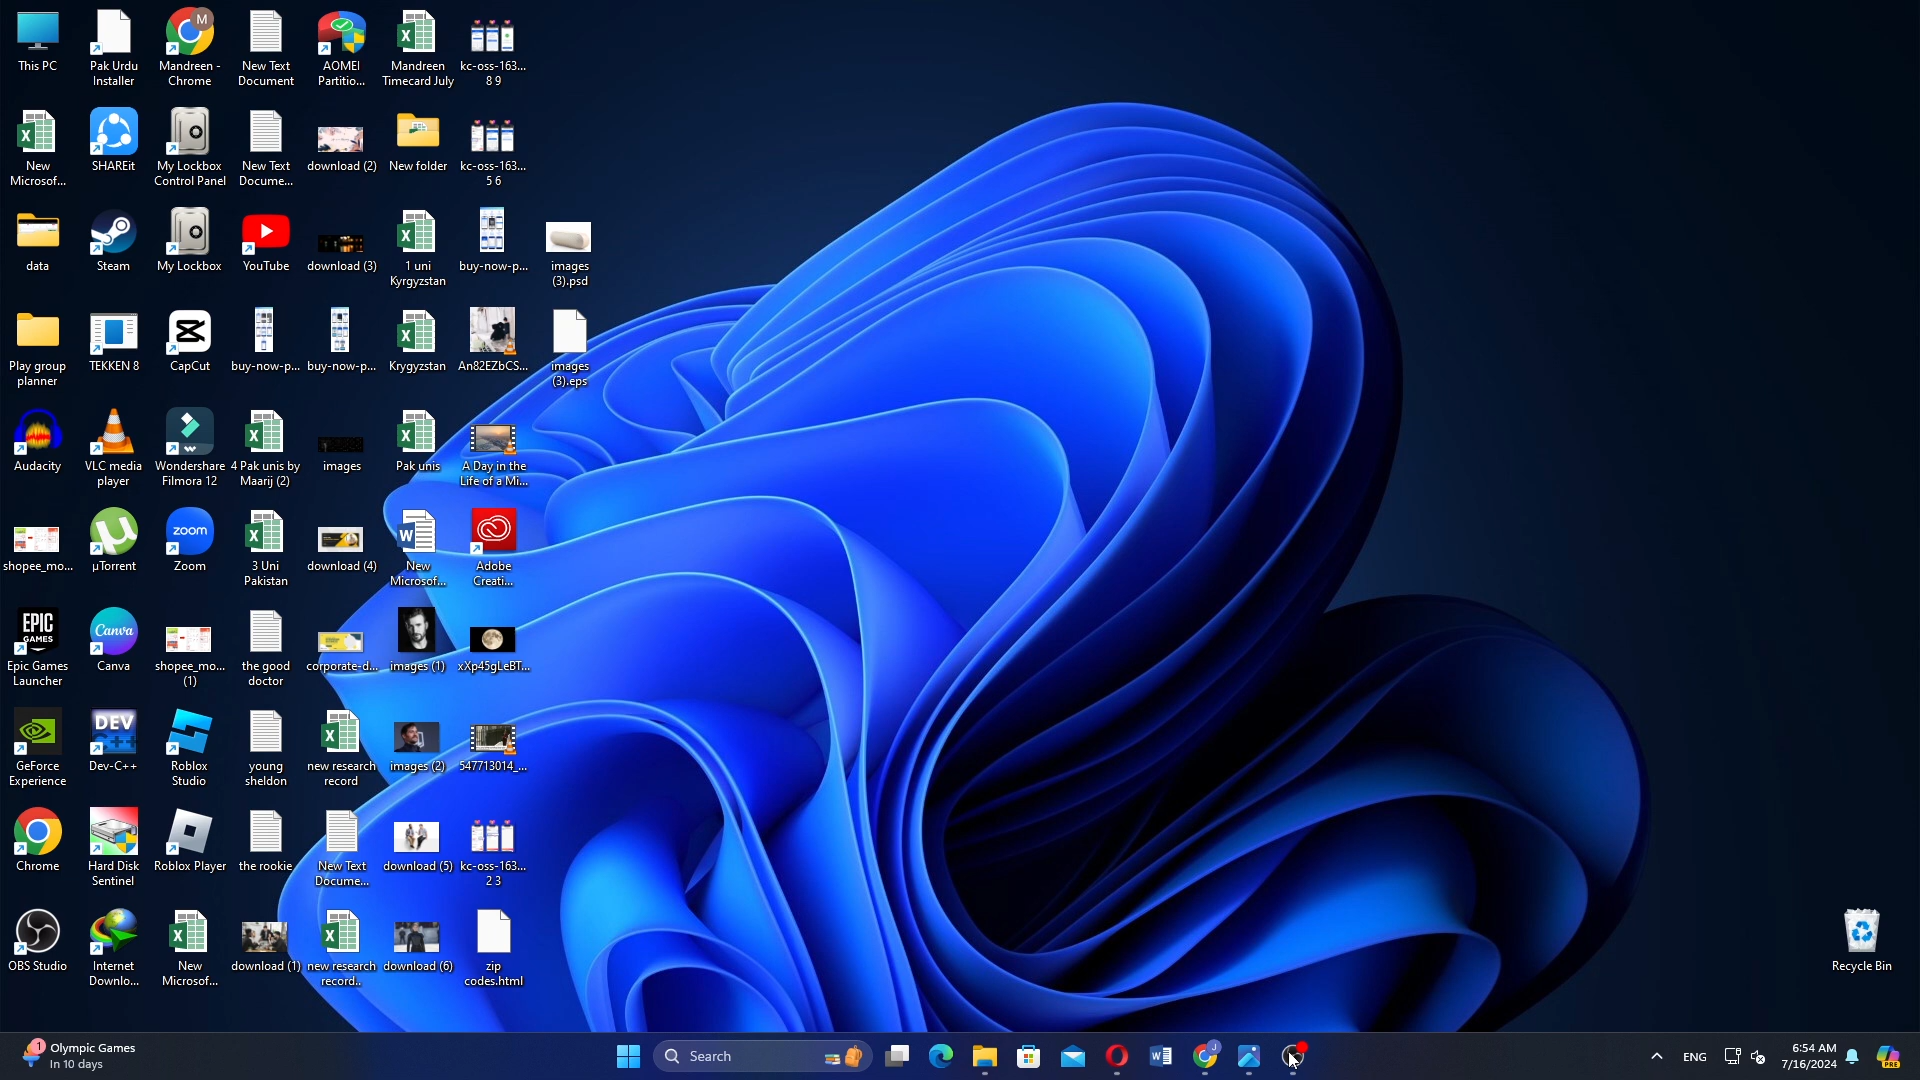 This PC
Pak Urdu
Installer
Mandreen -
Chrome
New Text
Document
AOMEI
Partitio...
Mandreen
Timecard July
kc-oss-163...
8 9
New
Microsof...
SHAREit
My Lockbox
Control Panel
New Text
Docume...
download (2)
New folder
kc-oss-163...
5 6
data
Steam
My Lockbox
YouTube
download (3)
1 uni
Kyrgyzstan
buy-now-p...
images
(3).psd
Play group
planner
TEKKEN 8
CapCut
buy-now-p...
buy-now-p...
Krygyzstan
An82EZbCS...
images
(3).eps
Audacity
VLC media
player
Wondershare
Filmora 12
4 Pak unis by
Maarij (2)
images
Pak unis
A Day in the
Life of a Mi...
shopee_mo...
µTorrent
zoom
Zoom
3 Uni
Pakistan
download (4)
New
Microsof...
Adobe
Creati...
EPIC
GAMES
Epic Games
Launcher
Canva
Canva
shopee_mo...
(1)
the good
doctor
corporate-d...
images (1)
xXp45gLeBT...
GeForce
Experience
DEV
C++
Dev-C++
Roblox
Studio
young
sheldon
new research
record
images (2)
547713014_...
Chrome
Hard Disk
Sentinel
Roblox Player
the rookie
New Text
Docume...
download (5)
kc-oss-163...
2 3
OBS Studio
Internet
Downlo...
New
Microsof...
download (1)
new research
record..
download (6)
zip
codes.html
Recycle Bin
1
Olympic Games
In 10 days
Search
J
ENG
6:54 AM
7/16/2024
PRE